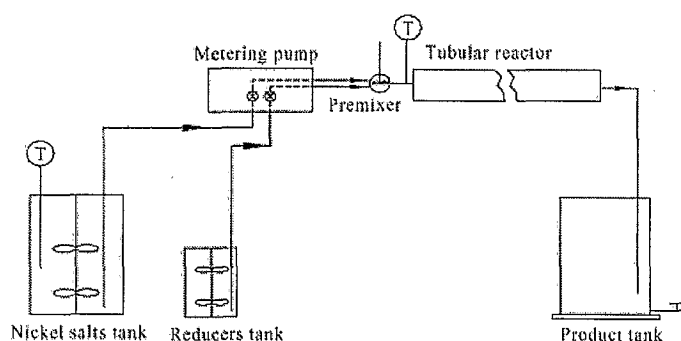 T
Metering pump
Tubular reactor
Premixer
T
Nickel salts tank
Reducers tank
Product tank